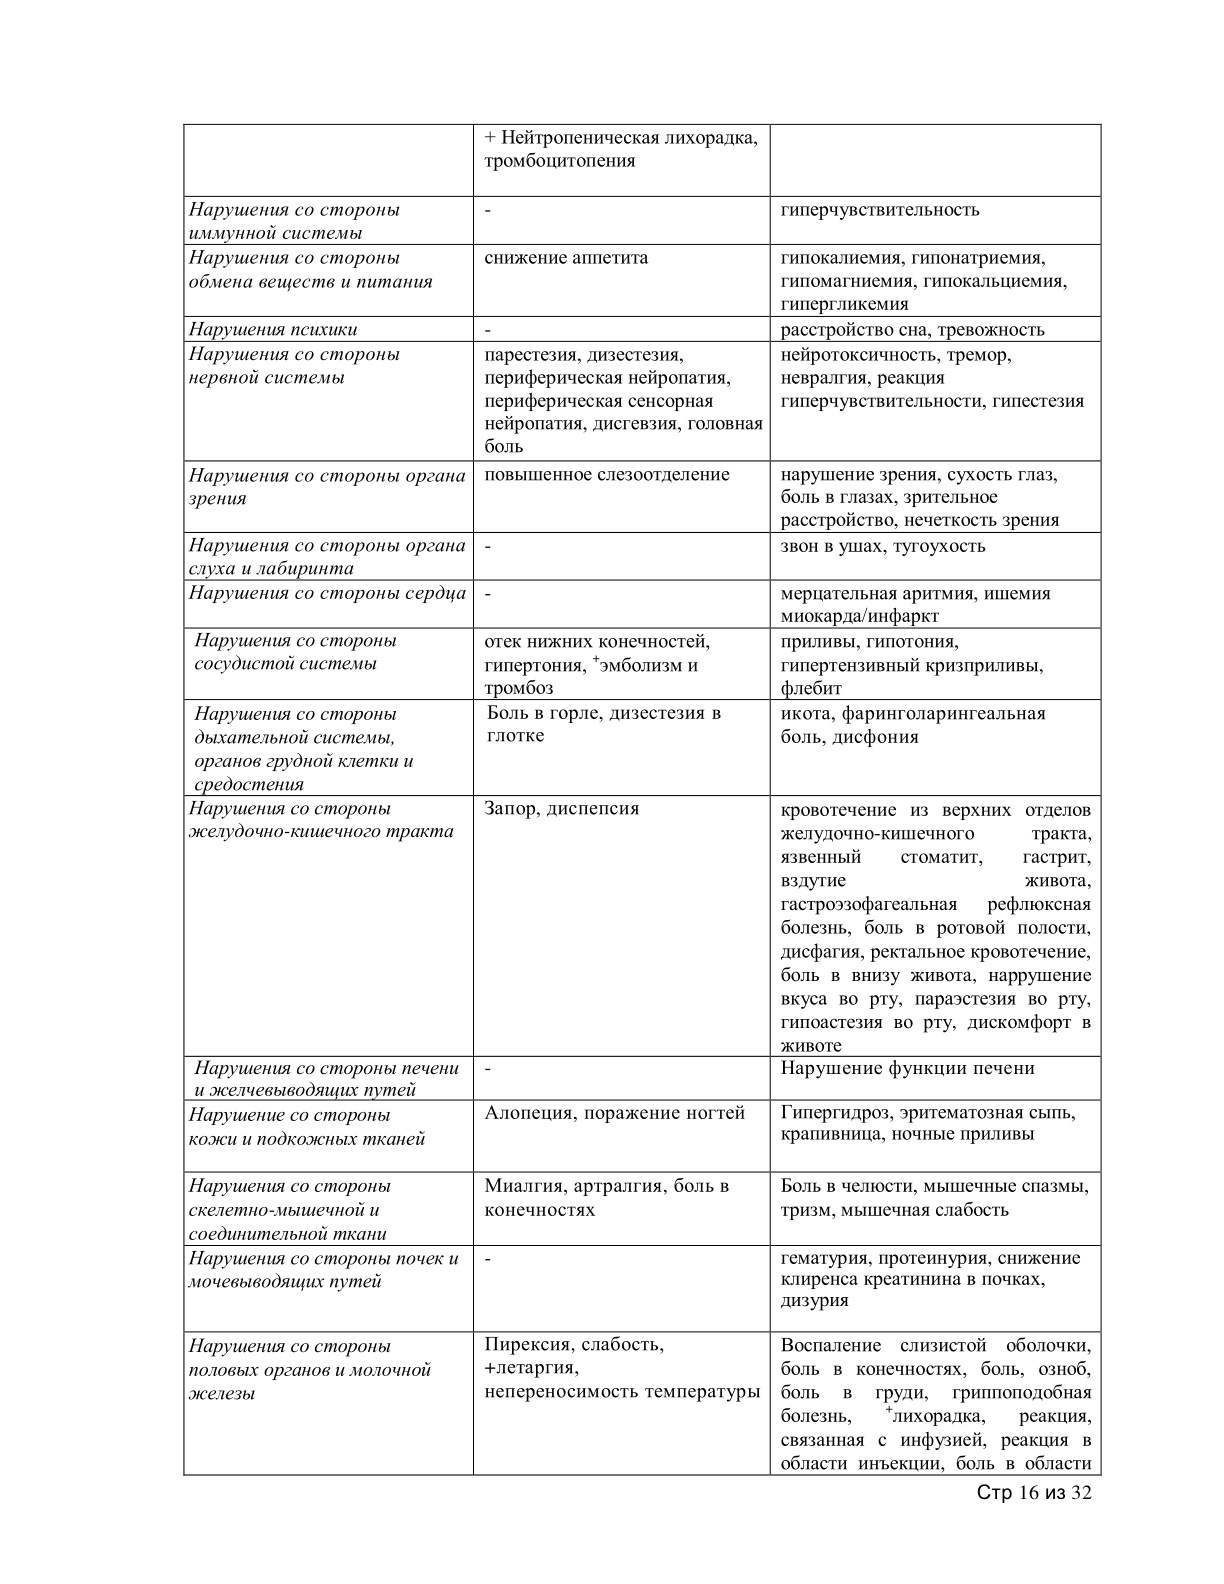 + Нейтропеническая лихорадка,
тромбоцитопения
Нарушения со стороны
иммунной системы
-
гиперчувствительность
Нарушения со стороны
обмена веществ и питания
снижение аппетита
гипокалиемия, гипонатриемия,
гипомагниемия, гипокальциемия,
гипергликемия
Нарушения психики
-
расстройство сна, тревожность
Нарушения со стороны
нервной системы
парестезия, дизестезия,
периферическая нейропатия,
периферическая сенсорная
нейропатия, дисгевзия, головная
боль
нейротоксичность, тремор,
невралгия, реакция
гиперчувствительности, гипестезия
Нарушения со стороны органа
зрения
повышенное слезоотделение
нарушение зрения, сухость глаз,
боль в глазах, зрительное
расстройство, нечеткость зрения
Нарушения со стороны органа
слуха и лабиринта
-
звон в ушах, тугоухость
Нарушения со стороны сердца
-
мерцательная аритмия, ишемия
миокарда/инфаркт
Нарушения со стороны
сосудистой системы
отек нижних конечностей,
гипертония, +эмболизм и
тромбоз
приливы, гипотония,
гипертензивный кризприливы,
флебит
Нарушения со стороны
дыхательной системы,
органов грудной клетки и
средостения
Боль в горле, дизестезия в
глотке
икота, фаринголарингеальная
боль, дисфония
Нарушения со стороны
желудочно-кишечного тракта
Запор, диспепсия
кровотечение из верхних отделов
желудочно-кишечного тракта,
язвенный стоматит, гастрит,
вздутие живота,
гастроэзофагеальная рефлюксная
болезнь, боль в ротовой полости,
дисфагия, ректальное кровотечение,
боль в внизу живота, наррушение
вкуса во рту, параэстезия во рту,
гипоастезия во рту, дискомфорт в
животе
Нарушения со стороны печени
и желчевыводящих путей
-
Нарушение функции печени
Нарушение со стороны
кожи и подкожных тканей
Алопеция, поражение ногтей
Гипергидроз, эритематозная сыпь,
крапивница, ночные приливы
Нарушения со стороны
скелетно-мышечной и
соединительной ткани
Миалгия, артралгия, боль в
конечностях
Боль в челюсти, мышечные спазмы,
тризм, мышечная слабость
Нарушения со стороны почек и
мочевыводящих путей
-
гематурия, протеинурия, снижение
клиренса креатинина в почках,
дизурия
Нарушения со стороны
половых органов и молочной
железы
Пирексия, слабость,
+летаргия,
непереносимость температуры
Воспаление слизистой оболочки,
боль в конечностях, боль, озноб,
боль в груди, гриппоподобная
болезнь, +лихорадка, реакция,
связанная с инфузией, реакция в
области инъекции, боль в области
Стр 16 из 32